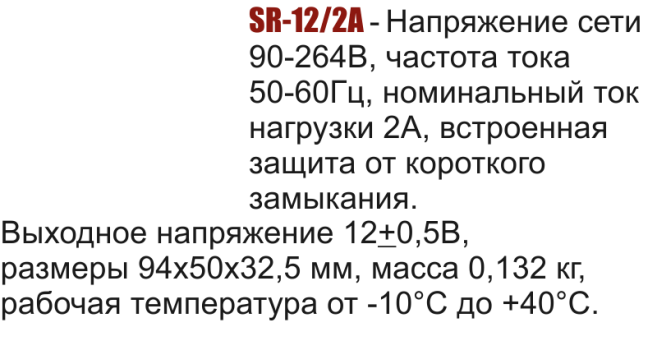 SR-12/2A - Напряжение сети
90-264В, частота тока
50-60Гц, номинальный ток
нагрузки 2А, встроенная
защита от короткого
замыкания.
Выходное напряжение 12±0,5В,
размеры 94х50х32,5 мм, масса 0,132 кг,
рабочая температура от -10°С до +40°С.